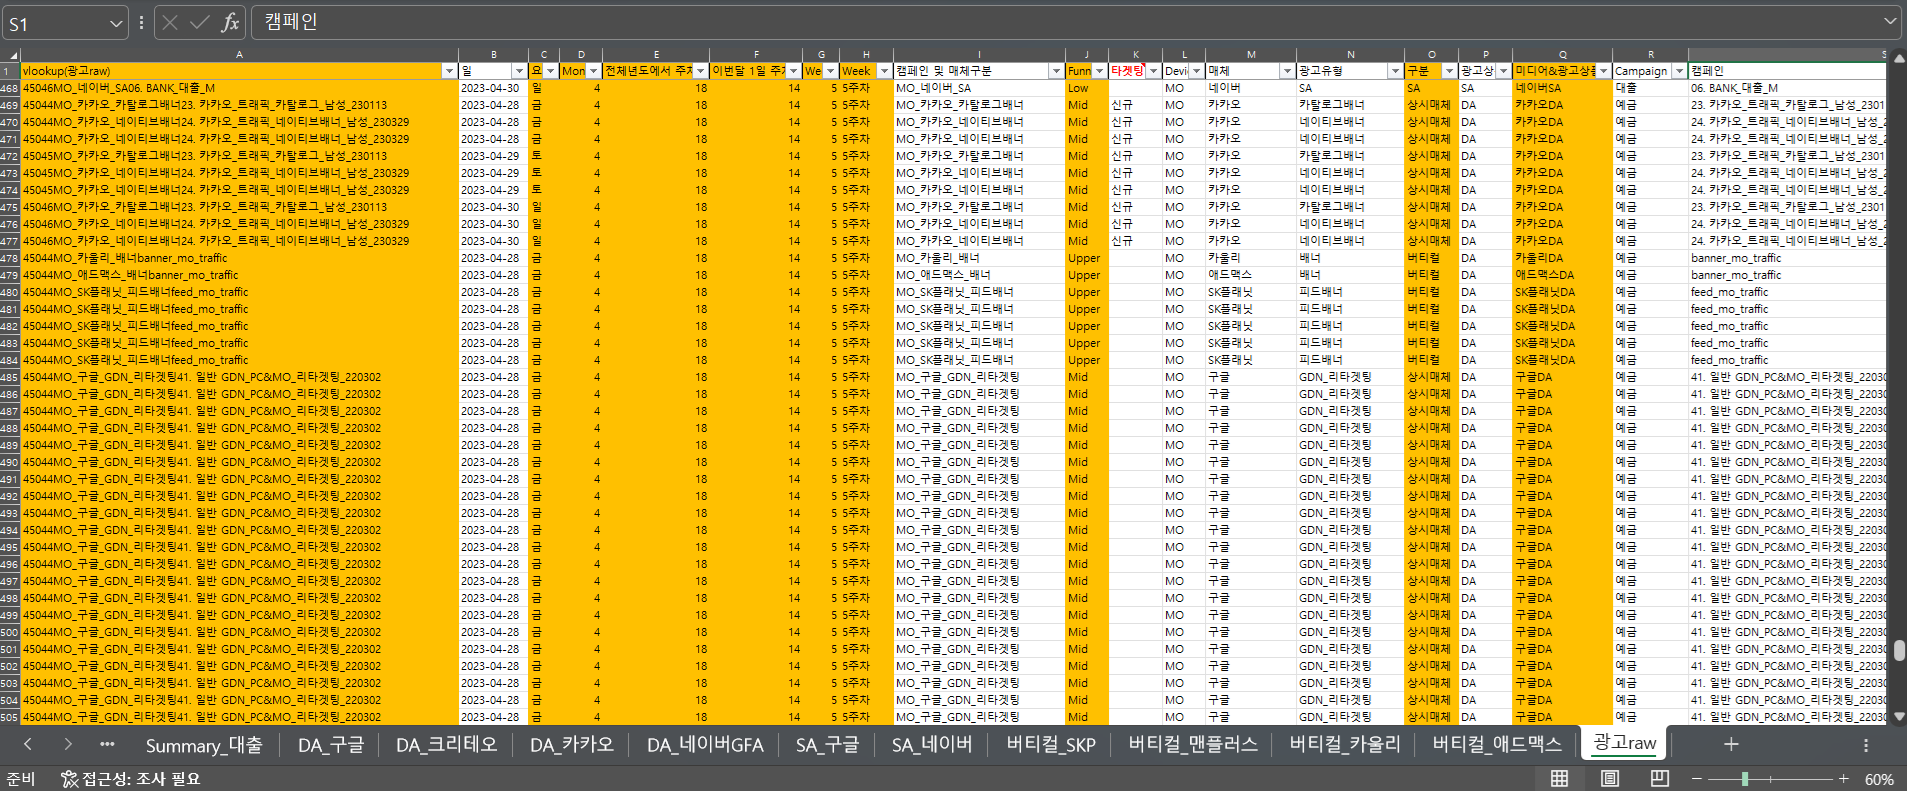 S1 fx 캠페인
A B C D E F G H I J K L M N O P Q R S
1 vlookup(광고raw) 일 요 Mon 전체년도에서 주차 이번달 1일 주차 We Week 캠페인 및 매체구분 Funn 타겟팅 Devi 매체 광고유형 구분 광고상 미디어&광고상품 Campaign 캠페인
468 45046MO_네이버_SA06. BANK_대출_M 2023-04-30 일 4 18 14 5 5주차 MO_네이버_SA Low MO 네이버 SA SA SA 네이버SA 대출 06. BANK_대출_M
469 45044MO_카카오_카탈로그배너23. 카카오_트래픽_카탈로그_남성_230113 2023-04-28 금 4 18 14 5 5주차 MO_카카오_카탈로그배너 Mid 신규 MO 카카오 카탈로그배너 상시매체 DA 카카오DA 예금 23. 카카오_트래픽_카탈로그_남성_2301
470 45044MO_카카오_네이티브배너24. 카카오_트래픽_네이티브배너_남성_230329 2023-04-28 금 4 18 14 5 5주차 MO_카카오_네이티브배너 Mid 신규 MO 카카오 네이티브배너 상시매체 DA 카카오DA 예금 24. 카카오_트래픽_네이티브배너_남성_2
471 45044MO_카카오_네이티브배너24. 카카오_트래픽_네이티브배너_남성_230329 2023-04-28 금 4 18 14 5 5주차 MO_카카오_네이티브배너 Mid 신규 MO 카카오 네이티브배너 상시매체 DA 카카오DA 예금 24. 카카오_트래픽_네이티브배너_남성_2
472 45045MO_카카오_카탈로그배너23. 카카오_트래픽_카탈로그_남성_230113 2023-04-29 토 4 18 14 5 5주차 MO_카카오_카탈로그배너 Mid 신규 MO 카카오 카탈로그배너 상시매체 DA 카카오DA 예금 23. 카카오_트래픽_카탈로그_남성_2301
473 45045MO_카카오_네이티브배너24. 카카오_트래픽_네이티브배너_남성_230329 2023-04-29 토 4 18 14 5 5주차 MO_카카오_네이티브배너 Mid 신규 MO 카카오 네이티브배너 상시매체 DA 카카오DA 예금 24. 카카오_트래픽_네이티브배너_남성_2
474 45045MO_카카오_네이티브배너24. 카카오_트래픽_네이티브배너_남성_230329 2023-04-29 토 4 18 14 5 5주차 MO_카카오_네이티브배너 Mid 신규 MO 카카오 네이티브배너 상시매체 DA 카카오DA 예금 24. 카카오_트래픽_네이티브배너_남성_2
475 45046MO_카카오_카탈로그배너23. 카카오_트래픽_카탈로그_남성_230113 2023-04-30 일 4 18 14 5 5주차 MO_카카오_카탈로그배너 Mid 신규 MO 카카오 카탈로그배너 상시매체 DA 카카오DA 예금 23. 카카오_트래픽_카탈로그_남성_2301
476 45046MO_카카오_네이티브배너24. 카카오_트래픽_네이티브배너_남성_230329 2023-04-30 일 4 18 14 5 5주차 MO_카카오_네이티브배너 Mid 신규 MO 카카오 네이티브배너 상시매체 DA 카카오DA 예금 24. 카카오_트래픽_네이티브배너_남성_2
477 45046MO_카카오_네이티브배너24. 카카오_트래픽_네이티브배너_남성_230329 2023-04-30 일 4 18 14 5 5주차 MO_카카오_네이티브배너 Mid 신규 MO 카카오 네이티브배너 상시매체 DA 카카오DA 예금 24. 카카오_트래픽_네이티브배너_남성_2
478 45044MO_카울리_배너banner_mo_traffic 2023-04-28 금 4 18 14 5 5주차 MO_카울리_배너 Upper MO 카울리 배너 버티컬 DA 카울리DA 예금 banner_mo_traffic
479 45044MO_애드맥스_배너banner_mo_traffic 2023-04-28 금 4 18 14 5 5주차 MO_애드맥스_배너 Upper MO 애드맥스 배너 버티컬 DA 애드맥스DA 예금 banner_mo_traffic
480 45044MO_SK플래닛_피드배너feed_mo_traffic 2023-04-28 금 4 18 14 5 5주차 MO_SK플래닛_피드배너 Upper MO SK플래닛 피드배너 버티컬 DA SK플래닛DA 예금 feed_mo_traffic
481 45044MO_SK플래닛_피드배너feed_mo_traffic 2023-04-28 금 4 18 14 5 5주차 MO_SK플래닛_피드배너 Upper MO SK플래닛 피드배너 버티컬 DA SK플래닛DA 예금 feed_mo_traffic
482 45044MO_SK플래닛_피드배너feed_mo_traffic 2023-04-28 금 4 18 14 5 5주차 MO_SK플래닛_피드배너 Upper MO SK플래닛 피드배너 버티컬 DA SK플래닛DA 예금 feed_mo_traffic
483 45044MO_SK플래닛_피드배너feed_mo_traffic 2023-04-28 금 4 18 14 5 5주차 MO_SK플래닛_피드배너 Upper MO SK플래닛 피드배너 버티컬 DA SK플래닛DA 예금 feed_mo_traffic
484 45044MO_SK플래닛_피드배너feed_mo_traffic 2023-04-28 금 4 18 14 5 5주차 MO_SK플래닛_피드배너 Upper MO SK플래닛 피드배너 버티컬 DA SK플래닛DA 예금 feed_mo_traffic
485 45044MO_구글_GDN_리타겟팅41. 일반 GDN_PC&MO_리타겟팅_220302 2023-04-28 금 4 18 14 5 5주차 MO_구글_GDN_리타겟팅 Mid MO 구글 GDN_리타겟팅 상시매체 DA 구글DA 예금 41. 일반 GDN_PC&MO_리타겟팅_22030
486 45044MO_구글_GDN_리타겟팅41. 일반 GDN_PC&MO_리타겟팅_220302 2023-04-28 금 4 18 14 5 5주차 MO_구글_GDN_리타겟팅 Mid MO 구글 GDN_리타겟팅 상시매체 DA 구글DA 예금 41. 일반 GDN_PC&MO_리타겟팅_22030
487 45044MO_구글_GDN_리타겟팅41. 일반 GDN_PC&MO_리타겟팅_220302 2023-04-28 금 4 18 14 5 5주차 MO_구글_GDN_리타겟팅 Mid MO 구글 GDN_리타겟팅 상시매체 DA 구글DA 예금 41. 일반 GDN_PC&MO_리타겟팅_22030
488 45044MO_구글_GDN_리타겟팅41. 일반 GDN_PC&MO_리타겟팅_220302 2023-04-28 금 4 18 14 5 5주차 MO_구글_GDN_리타겟팅 Mid MO 구글 GDN_리타겟팅 상시매체 DA 구글DA 예금 41. 일반 GDN_PC&MO_리타겟팅_22030
489 45044MO_구글_GDN_리타겟팅41. 일반 GDN_PC&MO_리타겟팅_220302 2023-04-28 금 4 18 14 5 5주차 MO_구글_GDN_리타겟팅 Mid MO 구글 GDN_리타겟팅 상시매체 DA 구글DA 예금 41. 일반 GDN_PC&MO_리타겟팅_22030
490 45044MO_구글_GDN_리타겟팅41. 일반 GDN_PC&MO_리타겟팅_220302 2023-04-28 금 4 18 14 5 5주차 MO_구글_GDN_리타겟팅 Mid MO 구글 GDN_리타겟팅 상시매체 DA 구글DA 예금 41. 일반 GDN_PC&MO_리타겟팅_22030
491 45044MO_구글_GDN_리타겟팅41. 일반 GDN_PC&MO_리타겟팅_220302 2023-04-28 금 4 18 14 5 5주차 MO_구글_GDN_리타겟팅 Mid MO 구글 GDN_리타겟팅 상시매체 DA 구글DA 예금 41. 일반 GDN_PC&MO_리타겟팅_22030
492 45044MO_구글_GDN_리타겟팅41. 일반 GDN_PC&MO_리타겟팅_220302 2023-04-28 금 4 18 14 5 5주차 MO_구글_GDN_리타겟팅 Mid MO 구글 GDN_리타겟팅 상시매체 DA 구글DA 예금 41. 일반 GDN_PC&MO_리타겟팅_22030
493 45044MO_구글_GDN_리타겟팅41. 일반 GDN_PC&MO_리타겟팅_220302 2023-04-28 금 4 18 14 5 5주차 MO_구글_GDN_리타겟팅 Mid MO 구글 GDN_리타겟팅 상시매체 DA 구글DA 예금 41. 일반 GDN_PC&MO_리타겟팅_22030
494 45044MO_구글_GDN_리타겟팅41. 일반 GDN_PC&MO_리타겟팅_220302 2023-04-28 금 4 18 14 5 5주차 MO_구글_GDN_리타겟팅 Mid MO 구글 GDN_리타겟팅 상시매체 DA 구글DA 예금 41. 일반 GDN_PC&MO_리타겟팅_22030
495 45044MO_구글_GDN_리타겟팅41. 일반 GDN_PC&MO_리타겟팅_220302 2023-04-28 금 4 18 14 5 5주차 MO_구글_GDN_리타겟팅 Mid MO 구글 GDN_리타겟팅 상시매체 DA 구글DA 예금 41. 일반 GDN_PC&MO_리타겟팅_22030
496 45044MO_구글_GDN_리타겟팅41. 일반 GDN_PC&MO_리타겟팅_220302 2023-04-28 금 4 18 14 5 5주차 MO_구글_GDN_리타겟팅 Mid MO 구글 GDN_리타겟팅 상시매체 DA 구글DA 예금 41. 일반 GDN_PC&MO_리타겟팅_22030
497 45044MO_구글_GDN_리타겟팅41. 일반 GDN_PC&MO_리타겟팅_220302 2023-04-28 금 4 18 14 5 5주차 MO_구글_GDN_리타겟팅 Mid MO 구글 GDN_리타겟팅 상시매체 DA 구글DA 예금 41. 일반 GDN_PC&MO_리타겟팅_22030
498 45044MO_구글_GDN_리타겟팅41. 일반 GDN_PC&MO_리타겟팅_220302 2023-04-28 금 4 18 14 5 5주차 MO_구글_GDN_리타겟팅 Mid MO 구글 GDN_리타겟팅 상시매체 DA 구글DA 예금 41. 일반 GDN_PC&MO_리타겟팅_22030
499 45044MO_구글_GDN_리타겟팅41. 일반 GDN_PC&MO_리타겟팅_220302 2023-04-28 금 4 18 14 5 5주차 MO_구글_GDN_리타겟팅 Mid MO 구글 GDN_리타겟팅 상시매체 DA 구글DA 예금 41. 일반 GDN_PC&MO_리타겟팅_22030
500 45044MO_구글_GDN_리타겟팅41. 일반 GDN_PC&MO_리타겟팅_220302 2023-04-28 금 4 18 14 5 5주차 MO_구글_GDN_리타겟팅 Mid MO 구글 GDN_리타겟팅 상시매체 DA 구글DA 예금 41. 일반 GDN_PC&MO_리타겟팅_22030
501 45044MO_구글_GDN_리타겟팅41. 일반 GDN_PC&MO_리타겟팅_220302 2023-04-28 금 4 18 14 5 5주차 MO_구글_GDN_리타겟팅 Mid MO 구글 GDN_리타겟팅 상시매체 DA 구글DA 예금 41. 일반 GDN_PC&MO_리타겟팅_22030
502 45044MO_구글_GDN_리타겟팅41. 일반 GDN_PC&MO_리타겟팅_220302 2023-04-28 금 4 18 14 5 5주차 MO_구글_GDN_리타겟팅 Mid MO 구글 GDN_리타겟팅 상시매체 DA 구글DA 예금 41. 일반 GDN_PC&MO_리타겟팅_22030
503 45044MO_구글_GDN_리타겟팅41. 일반 GDN_PC&MO_리타겟팅_220302 2023-04-28 금 4 18 14 5 5주차 MO_구글_GDN_리타겟팅 Mid MO 구글 GDN_리타겟팅 상시매체 DA 구글DA 예금 41. 일반 GDN_PC&MO_리타겟팅_22030
504 45044MO_구글_GDN_리타겟팅41. 일반 GDN_PC&MO_리타겟팅_220302 2023-04-28 금 4 18 14 5 5주차 MO_구글_GDN_리타겟팅 Mid MO 구글 GDN_리타겟팅 상시매체 DA 구글DA 예금 41. 일반 GDN_PC&MO_리타겟팅_22030
505 45044MO_구글_GDN_리타겟팅41. 일반 GDN_PC&MO_리타겟팅_220302 2023-04-28 금 4 18 14 5 5주차 MO_구글_GDN_리타겟팅 Mid MO 구글 GDN_리타겟팅 상시매체 DA 구글DA 예금 41. 일반 GDN_PC&MO_리타겟팅_22030
Summary_대출 DA_구글 DA_크리테오 DA_카카오 DA_네이버GFA SA_구글 SA_네이버 버티컬_SKP 버티컬_맨플러스 버티컬_카울리 버티컬_애드맥스 광고raw
준비 접근성: 조사 필요 60%